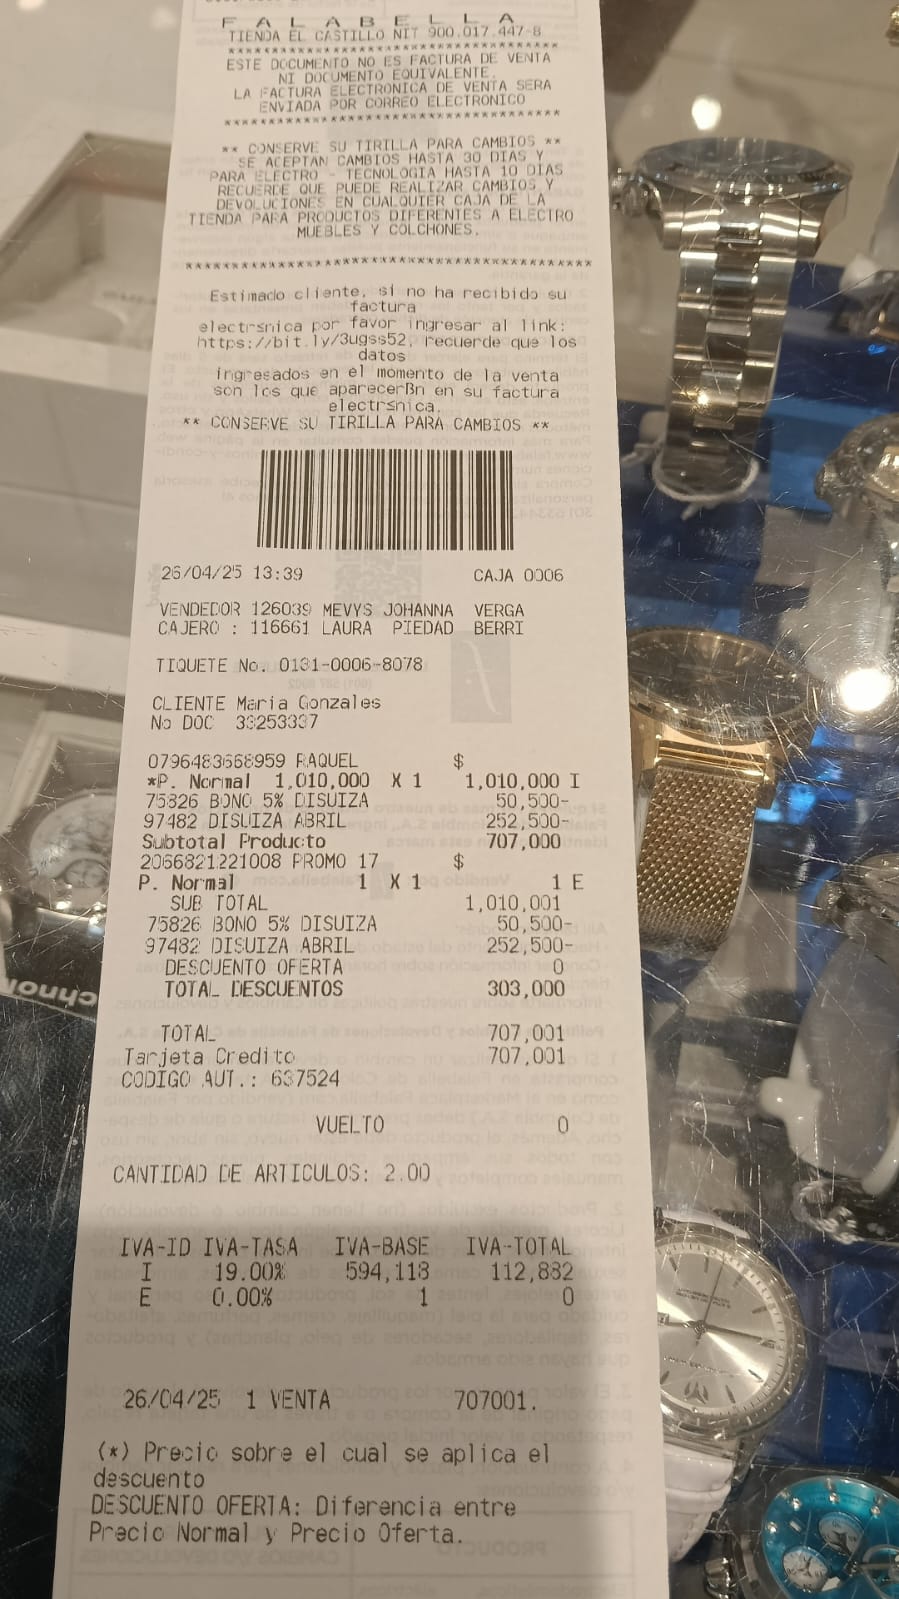 FALABELLA
TIENDA EL CASTILLO NIT 900.017.447-8
****************************************
ESTE DOCUMENTO NO ES FACTURA DE VENTA
NI DOCUMENTO EQUIVALENTE.
LA FACTURA ELECTRONICA DE VENTA SERA
ENVIADA POR CORREO ELECTRONICO
****************************************
** CONSERVE SU TIRILLA PARA CAMBIOS **
SE ACEPTAN CAMBIOS HASTA 30 DIAS Y
PARA ELECTRO - TECNOLOGIA HASTA 10 DIAS
RECUERDE QUE PUEDE REALIZAR CAMBIOS Y
DEVOLUCIONES EN CUALQUIER CAJA DE LA
TIENDA PARA PRODUCTOS DIFERENTES A ELECTRO
MUEBLES Y COLCHONES.
****************************************
Estimado cliente, si no ha recibido su
factura
electrsnica por favor ingresar al link:
https://bit.ly/3ugss52, recuerde que los
datos
ingresados en el momento de la venta
son los que aparecerßn en su factura
electrsnica.
** CONSERVE SU TIRILLA PARA CAMBIOS **
26/04/25 13:39 CAJA 0006
VENDEDOR 126039 MEVYS JOHANNA VERGA
CAJERO : 116661 LAURA PIEDAD BERRI
TIQUETE No. 0131-0006-8078
CLIENTE Maria Gonzales
No DOC 33253337
0796483668959 RAQUEL $
*P. Normal 1,010,000 X 1 1,010,000 I
75826 BONO 5% DISUIZA 50,500-
97482 DISUIZA ABRIL 252,500-
Subtotal Producto 707,000
2066821221008 PROMO 17 $
P. Normal 1 X 1 1 E
SUB TOTAL 1,010,001
75826 BONO 5% DISUIZA 50,500-
97482 DISUIZA ABRIL 252,500-
DESCUENTO OFERTA 0
TOTAL DESCUENTOS 303,000
TOTAL 707,001
Tarjeta Credito 707,001
CODIGO AUT.: 637524
VUELTO 0
CANTIDAD DE ARTICULOS: 2.00
IVA-ID IVA-TASA IVA-BASE IVA-TOTAL
I 19.00% 594,118 112,882
E 0.00% 1 0
26/04/25 1 VENTA 707001.
(*) Precio sobre el cual se aplica el
descuento
DESCUENTO OFERTA: Diferencia entre
Precio Normal y Precio Oferta.